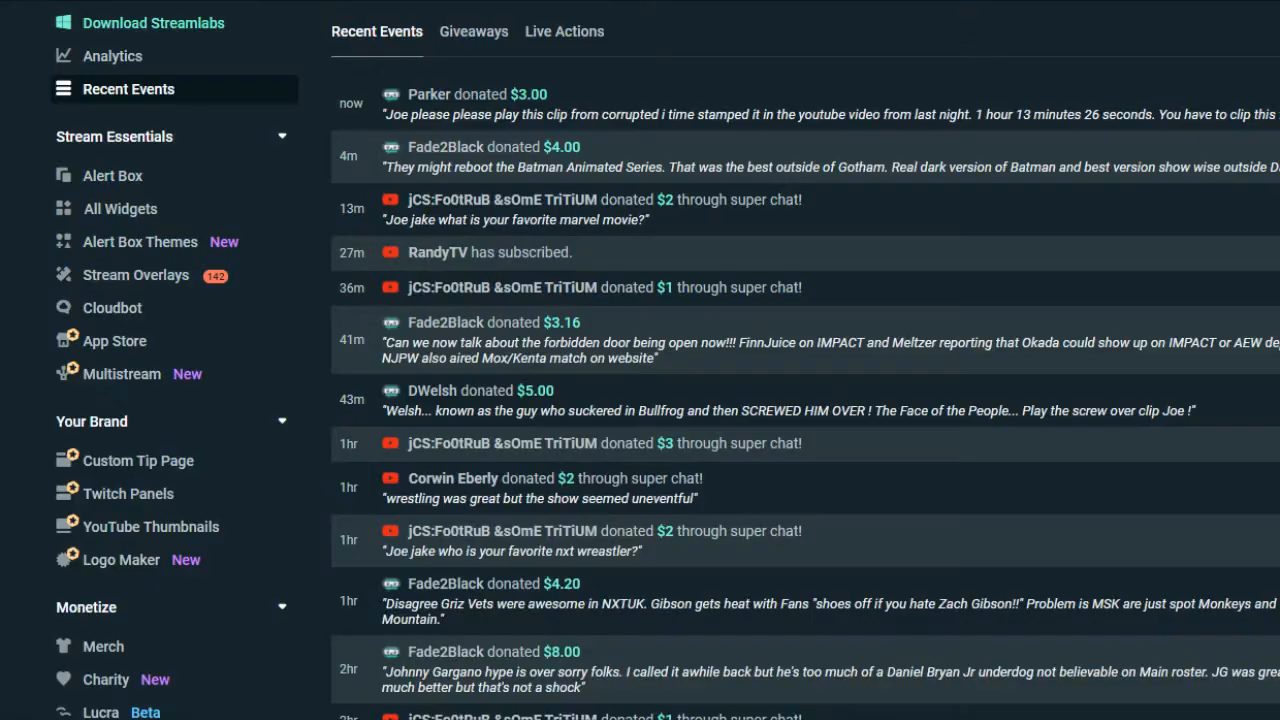 Download Streamlabs
Analytics
Recent Events
Stream Essentials
Alert Box
All Widgets
Alert Box Themes New
Stream Overlays 142
Cloudbot
App Store
Multistream New
Your Brand
Custom Tip Page
Twitch Panels
YouTube Thumbnails
Logo Maker New
Monetize
Merch
Charity New
Lucra Beta
Recent Events Giveaways Live Actions
now
Parker donated $3.00
"Joe please please play this clip from corrupted i time stamped it in the youtube video from last night. 1 hour 13 minutes 26 seconds. You have to clip this
4m
Fade2Black donated $4.00
"They might reboot the Batman Animated Series. That was the best outside of Gotham. Real dark version of Batman and best version show wise outside D
13m
jCS:Fo0tRuB &sOmE TriTiUM donated $2 through super chat!
"Joe jake what is your favorite marvel movie?"
27m
RandyTV has subscribed.
36m
jCS:Fo0tRuB &sOmE TriTiUM donated $1 through super chat!
41m
Fade2Black donated $3.16
"Can we now talk about the forbidden door being open now!!! FinnJuice on IMPACT and Meltzer reporting that Okada could show up on IMPACT or AEW de
NJPW also aired Mox/Kenta match on website"
43m
DWelsh donated $5.00
"Welsh... known as the guy who suckered in Bullfrog and then SCREWED HIM OVER ! The Face of the People... Play the screw over clip Joe !"
1hr
jCS:Fo0tRuB &sOmE TriTiUM donated $3 through super chat!
1hr
Corwin Eberly donated $2 through super chat!
"wrestling was great but the show seemed uneventful"
1hr
jCS:Fo0tRuB &sOmE TriTiUM donated $2 through super chat!
"Joe jake who is your favorite nxt wreastler?"
1hr
Fade2Black donated $4.20
"Disagree Griz Vets were awesome in NXTUK. Gibson gets heat with Fans "shoes off if you hate Zach Gibson!!" Problem is MSK are just spot Monkeys and
Mountain."
2hr
Fade2Black donated $8.00
"Johnny Gargano hype is over sorry folks. I called it awhile back but he's too much of a Daniel Bryan Jr underdog not believable on Main roster. JG was grea
much better but that's not a shock"
2hr
jCS:Fo0tRuB &sOmE TriTiUM donated $1 through super chat!